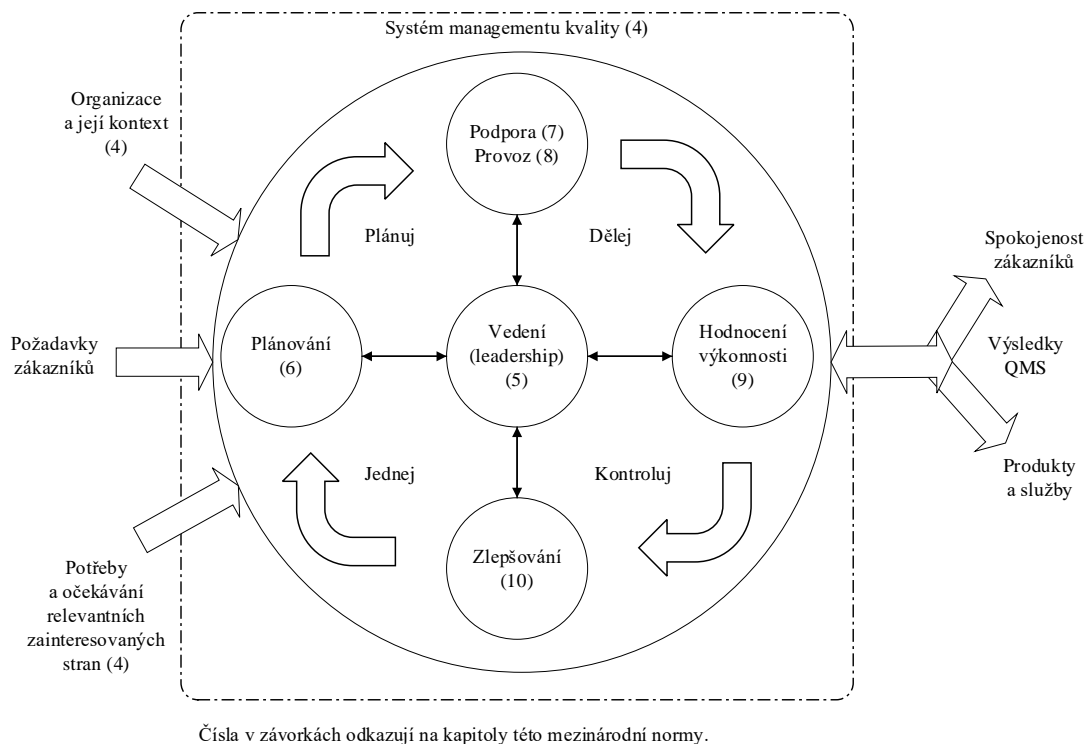 Systém managementu kvality (4)
Organizace
a její kontext
(4)
Podpora (7)
Provoz (8)
Plánuj
Dělej
Spokojenost
zákazníků
Požadavky
zákazníků
Plánování
(6)
Vedení
(leadership)
(5)
Hodnocení
výkonnosti
(9)
Výsledky
QMS
Jednej
Kontroluj
Produkty
a služby
Zlepšování
(10)
Potřeby
a očekávání
relevantních
zainteresovaných
stran (4)
Čísla v závorkách odkazují na kapitoly této mezinárodní normy.